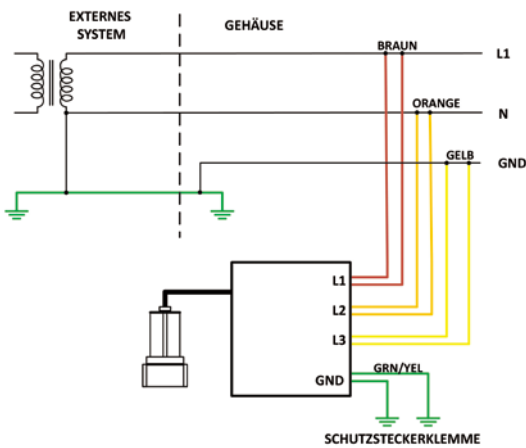 EXTERNES
SYSTEM
GEHÄUSE
BRAUN
L1
ORANGE
N
GELB
GND
L1
L2
L3
GRN/YEL
GND
SCHUTZSTECKERKLEMME